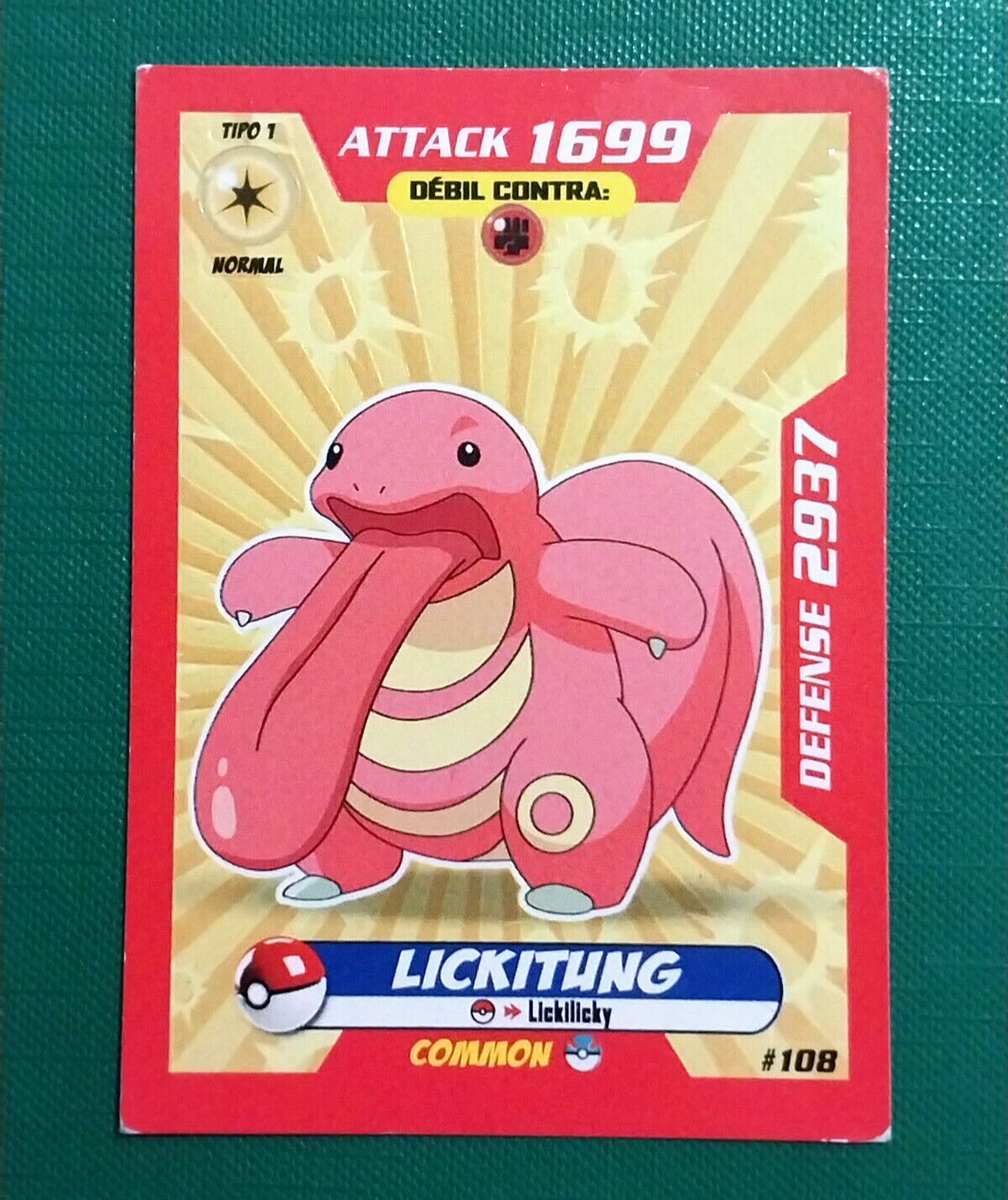 TIPO 1
ATTACK 1699
DÉBIL CONTRA:
NORMAL
DEFENSE 2937
LICKITUNG
Lickilicky
COMMON
#108